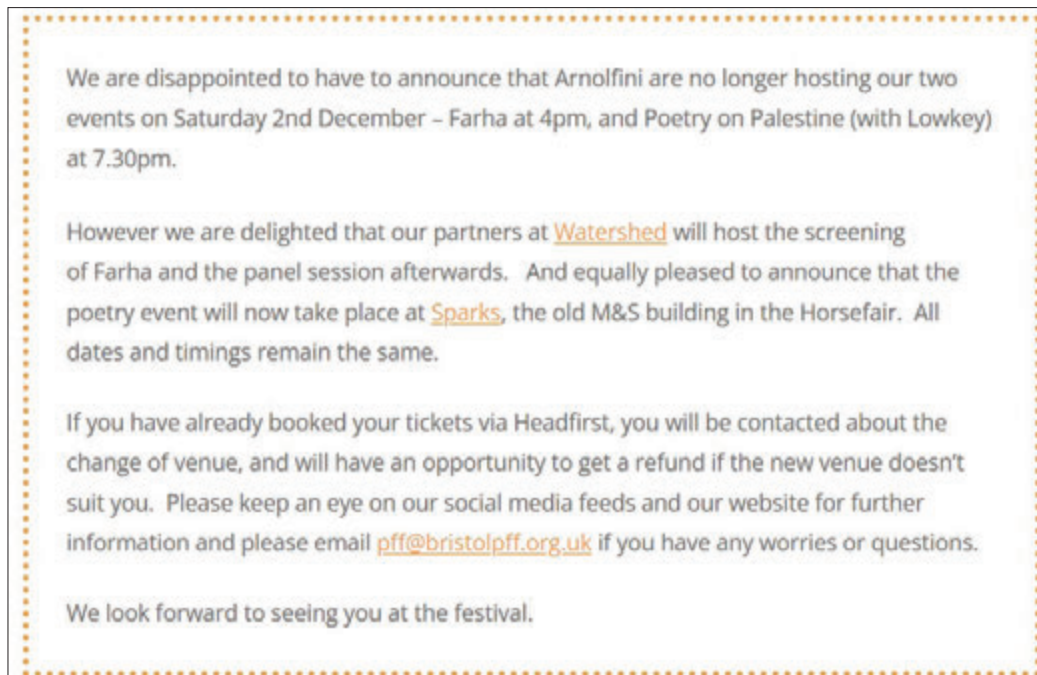 We are disappointed to have to announce that Arnolfini are no longer hosting our two
events on Saturday 2nd December – Farha at 4pm, and Poetry on Palestine (with Lowkey)
at 7.30pm.
However we are delighted that our partners at Watershed will host the screening
of Farha and the panel session afterwards.   And equally pleased to announce that the
poetry event will now take place at Sparks, the old M&S building in the Horsefair.  All
dates and timings remain the same.
If you have already booked your tickets via Headfirst, you will be contacted about the
change of venue, and will have an opportunity to get a refund if the new venue doesn't
suit you.  Please keep an eye on our social media feeds and our website for further
information and please email pff@bristolpff.org.uk if you have any worries or questions.
We look forward to seeing you at the festival.